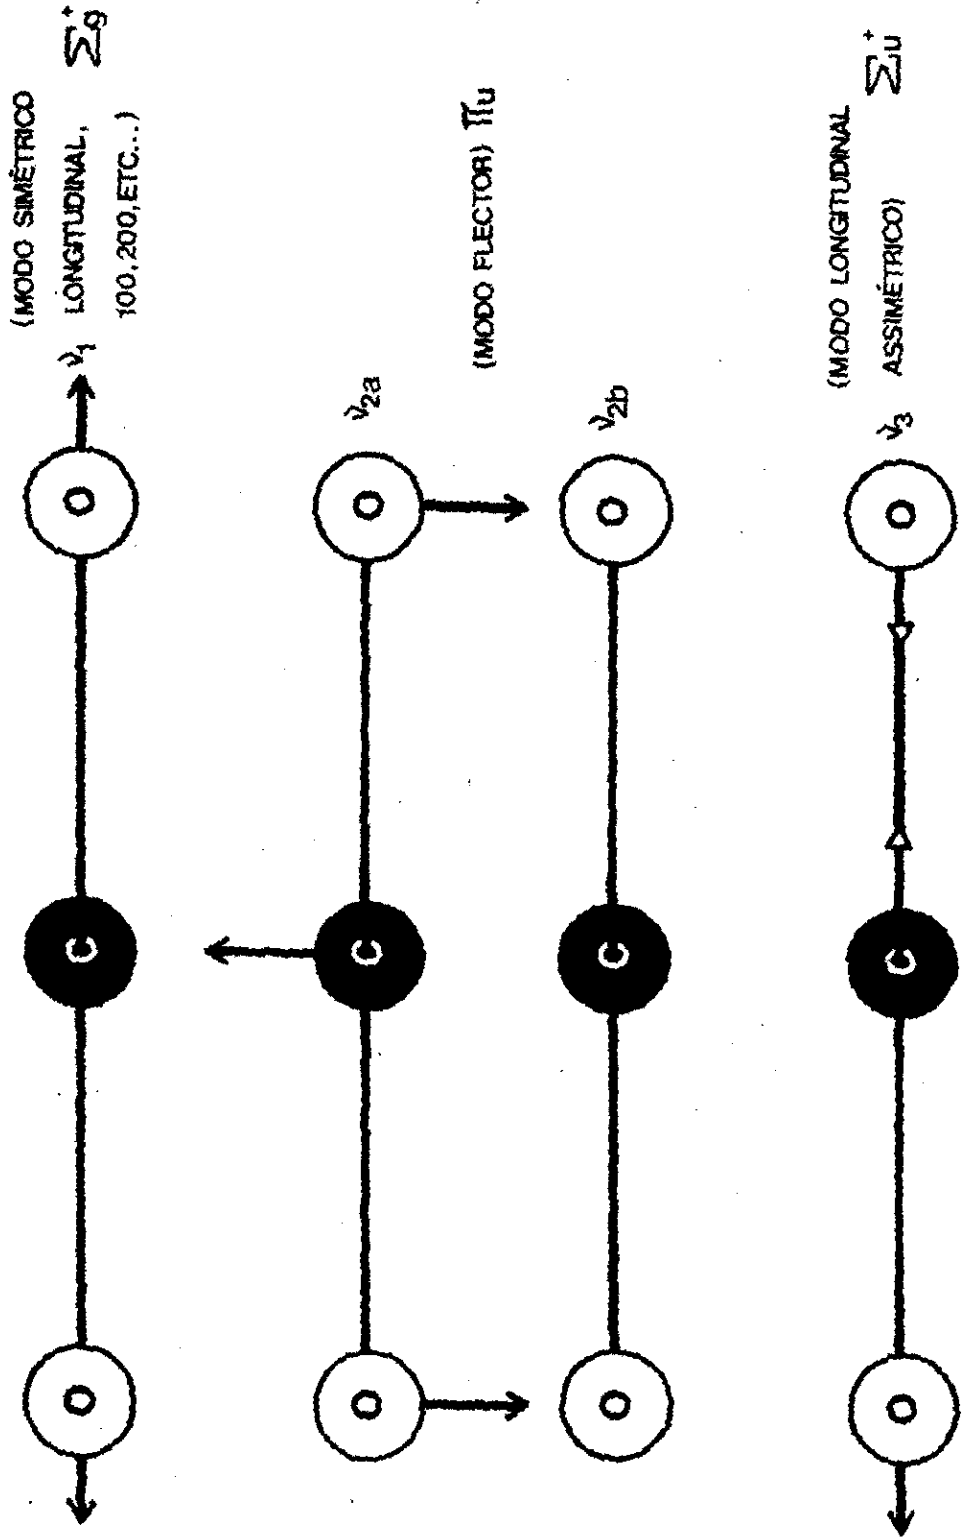 (MODO SIMÉTRICO
O C O ν₁ LONGITUDINAL, Σg⁺
100,200,ETC...)
O C O ν₂ₐ
(MODO FLECTOR) πu
O C O ν₂b
(MODO LONGITUDINAL
O C O ν₃ ASSIMÉTRICO) Σu⁺